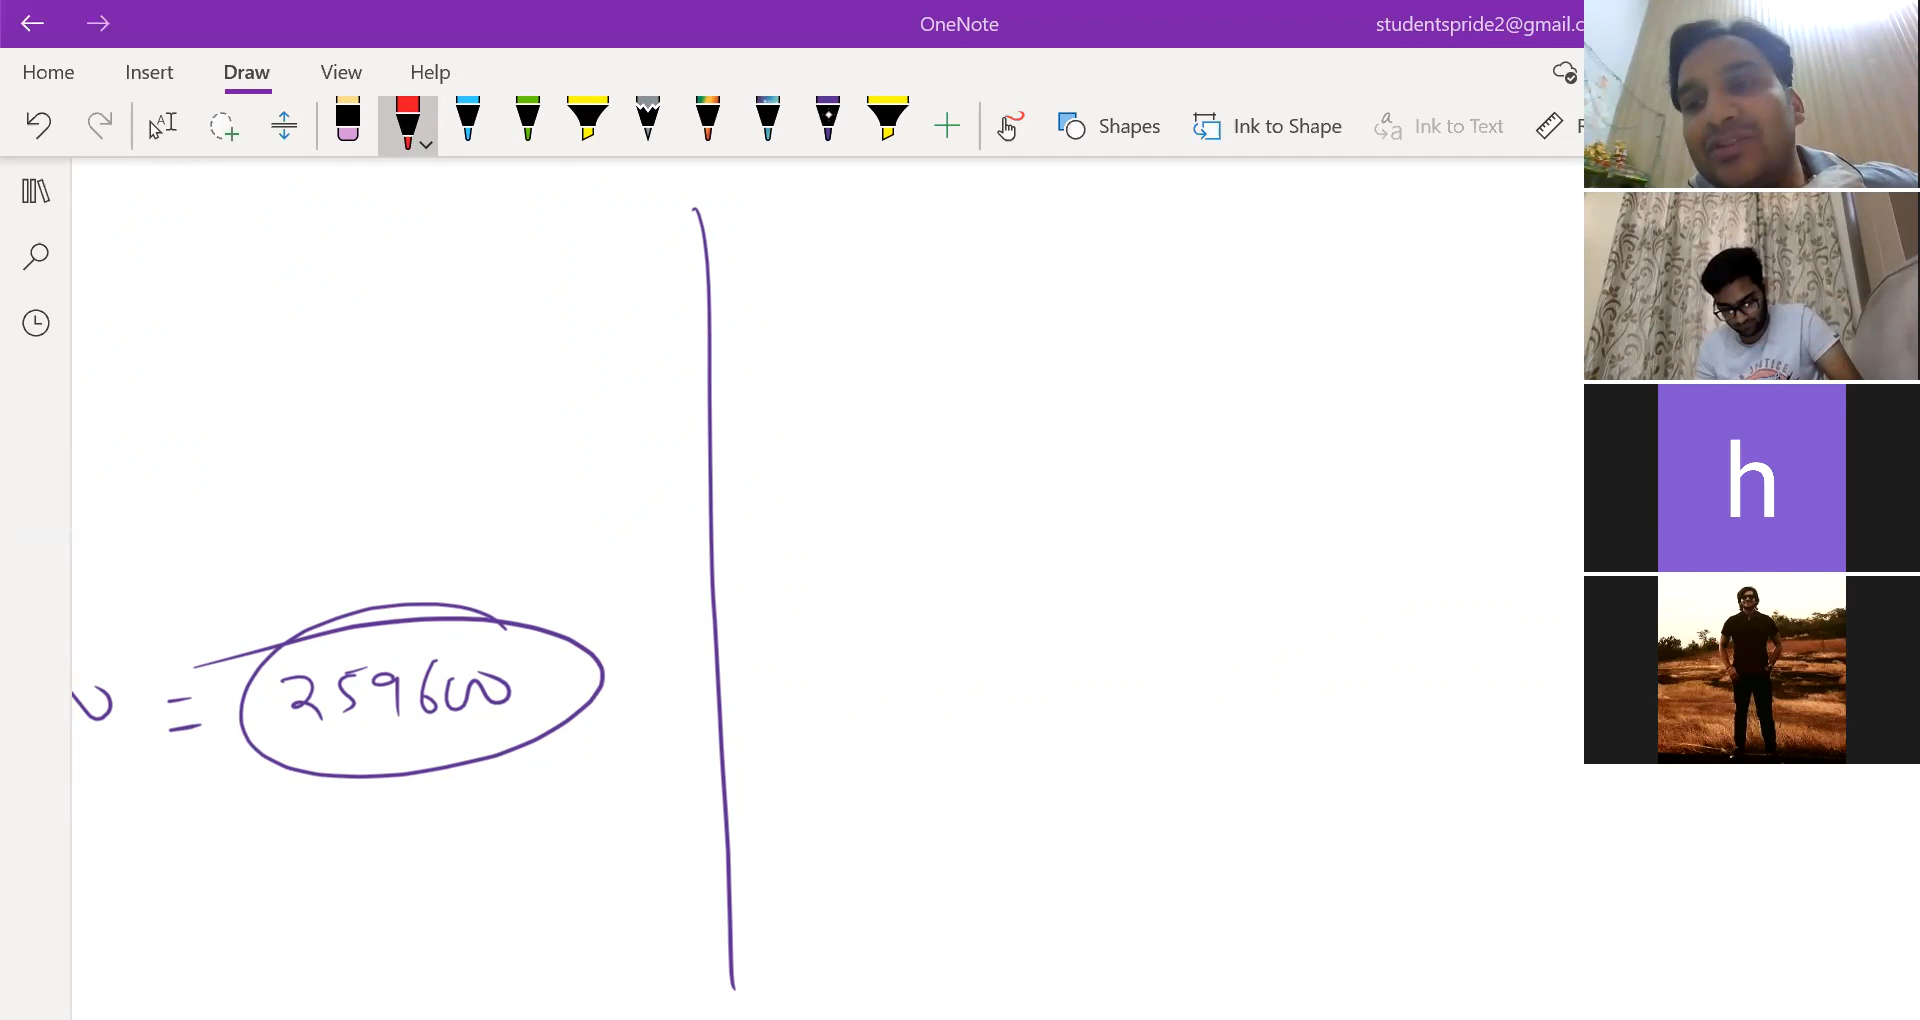 OneNote
studentspride2@gmail.c
Home Insert Draw View Help
Shapes Ink to Shape Ink to Text
= 259600
h